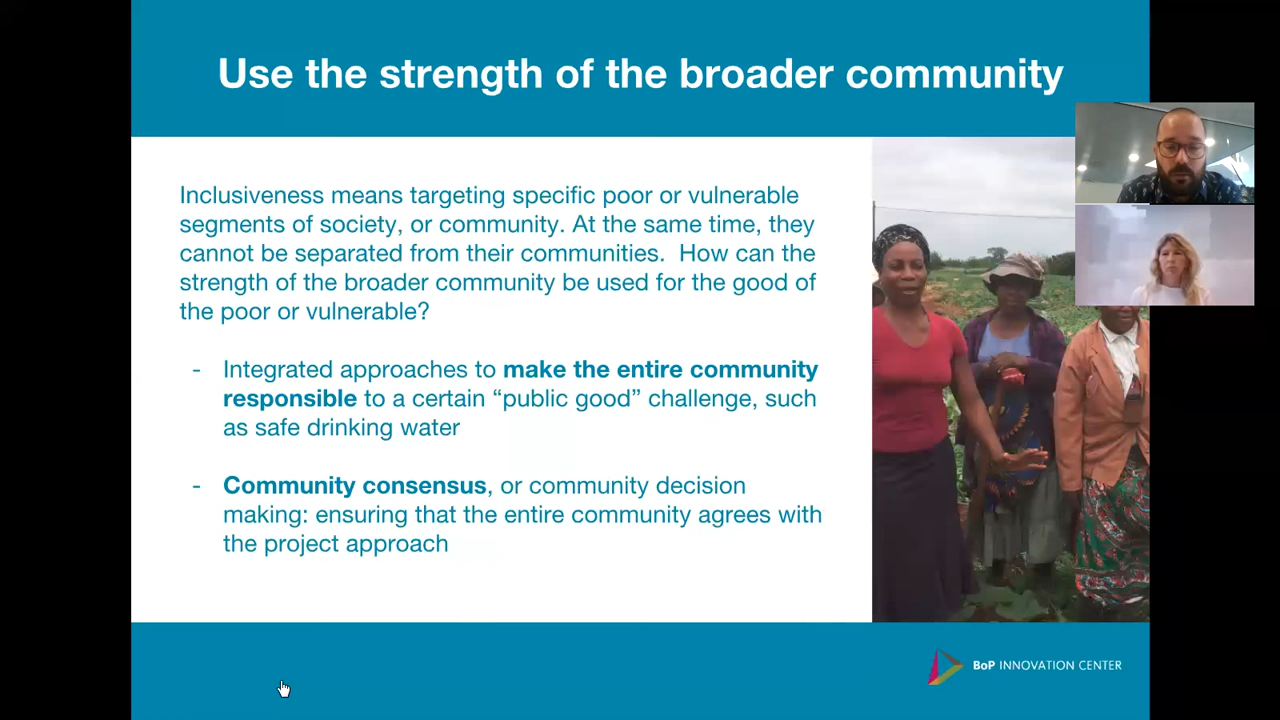 Use the strength of the broader community
Inclusiveness means targeting specific poor or vulnerable
segments of society, or community. At the same time, they
cannot be separated from their communities.  How can the
strength of the broader community be used for the good of
the poor or vulnerable?
- Integrated approaches to make the entire community
responsible to a certain “public good” challenge, such
as safe drinking water
- Community consensus, or community decision
making: ensuring that the entire community agrees with
the project approach
BoP INNOVATION CENTER